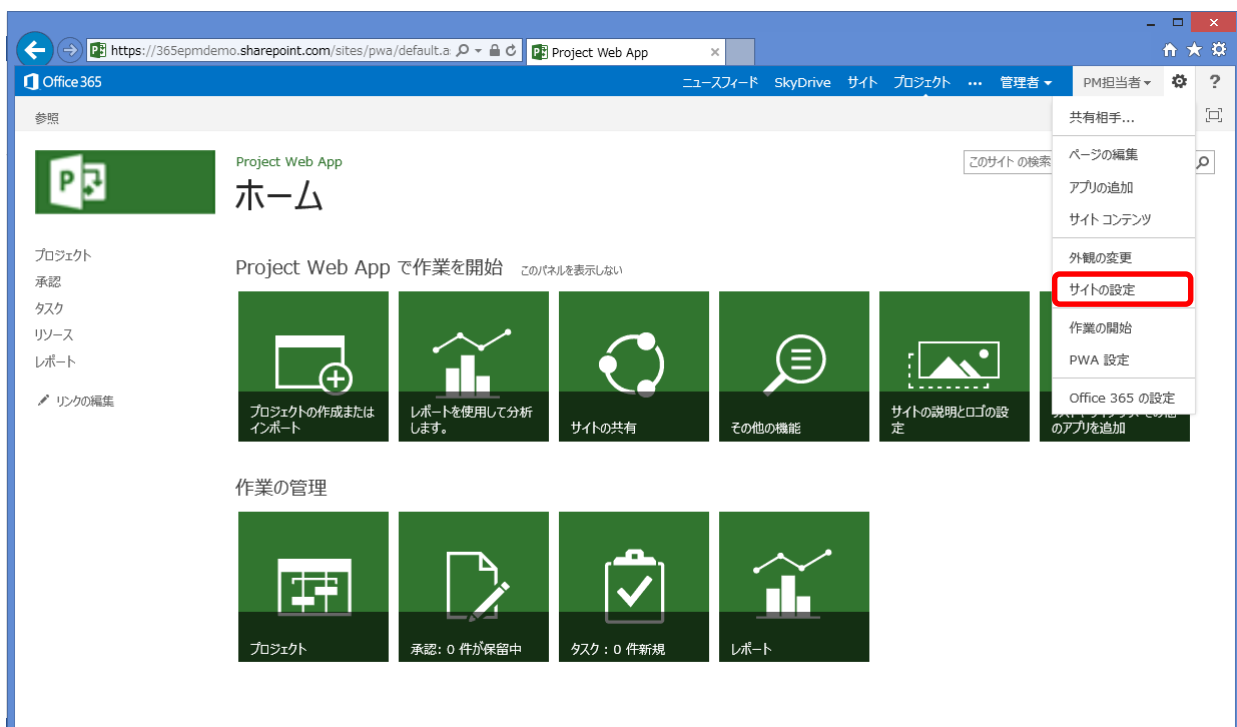 https://365epmdemo.sharepoint.com/sites/pwa/default.a
Project Web App
Office 365
ニュースフィード SkyDrive サイト プロジェクト ... 管理者 PM担当者 ?
参照
共有相手...
ページの編集
アプリの追加
サイト コンテンツ
外観の変更
サイトの設定
作業の開始
PWA 設定
Office 365 の設定
Project Web App
ホーム
このサイト の検索
プロジェクト
承認
タスク
リソース
レポート
リンクの編集
Project Web App で作業を開始 このパネルを表示しない
プロジェクトの作成または
インポート
レポートを使用して分析
します。
サイトの共有
その他の機能
サイトの説明とロゴの設
定
のアプリを追加
作業の管理
プロジェクト
承認: 0 件が保留中
タスク : 0 件新規
レポート